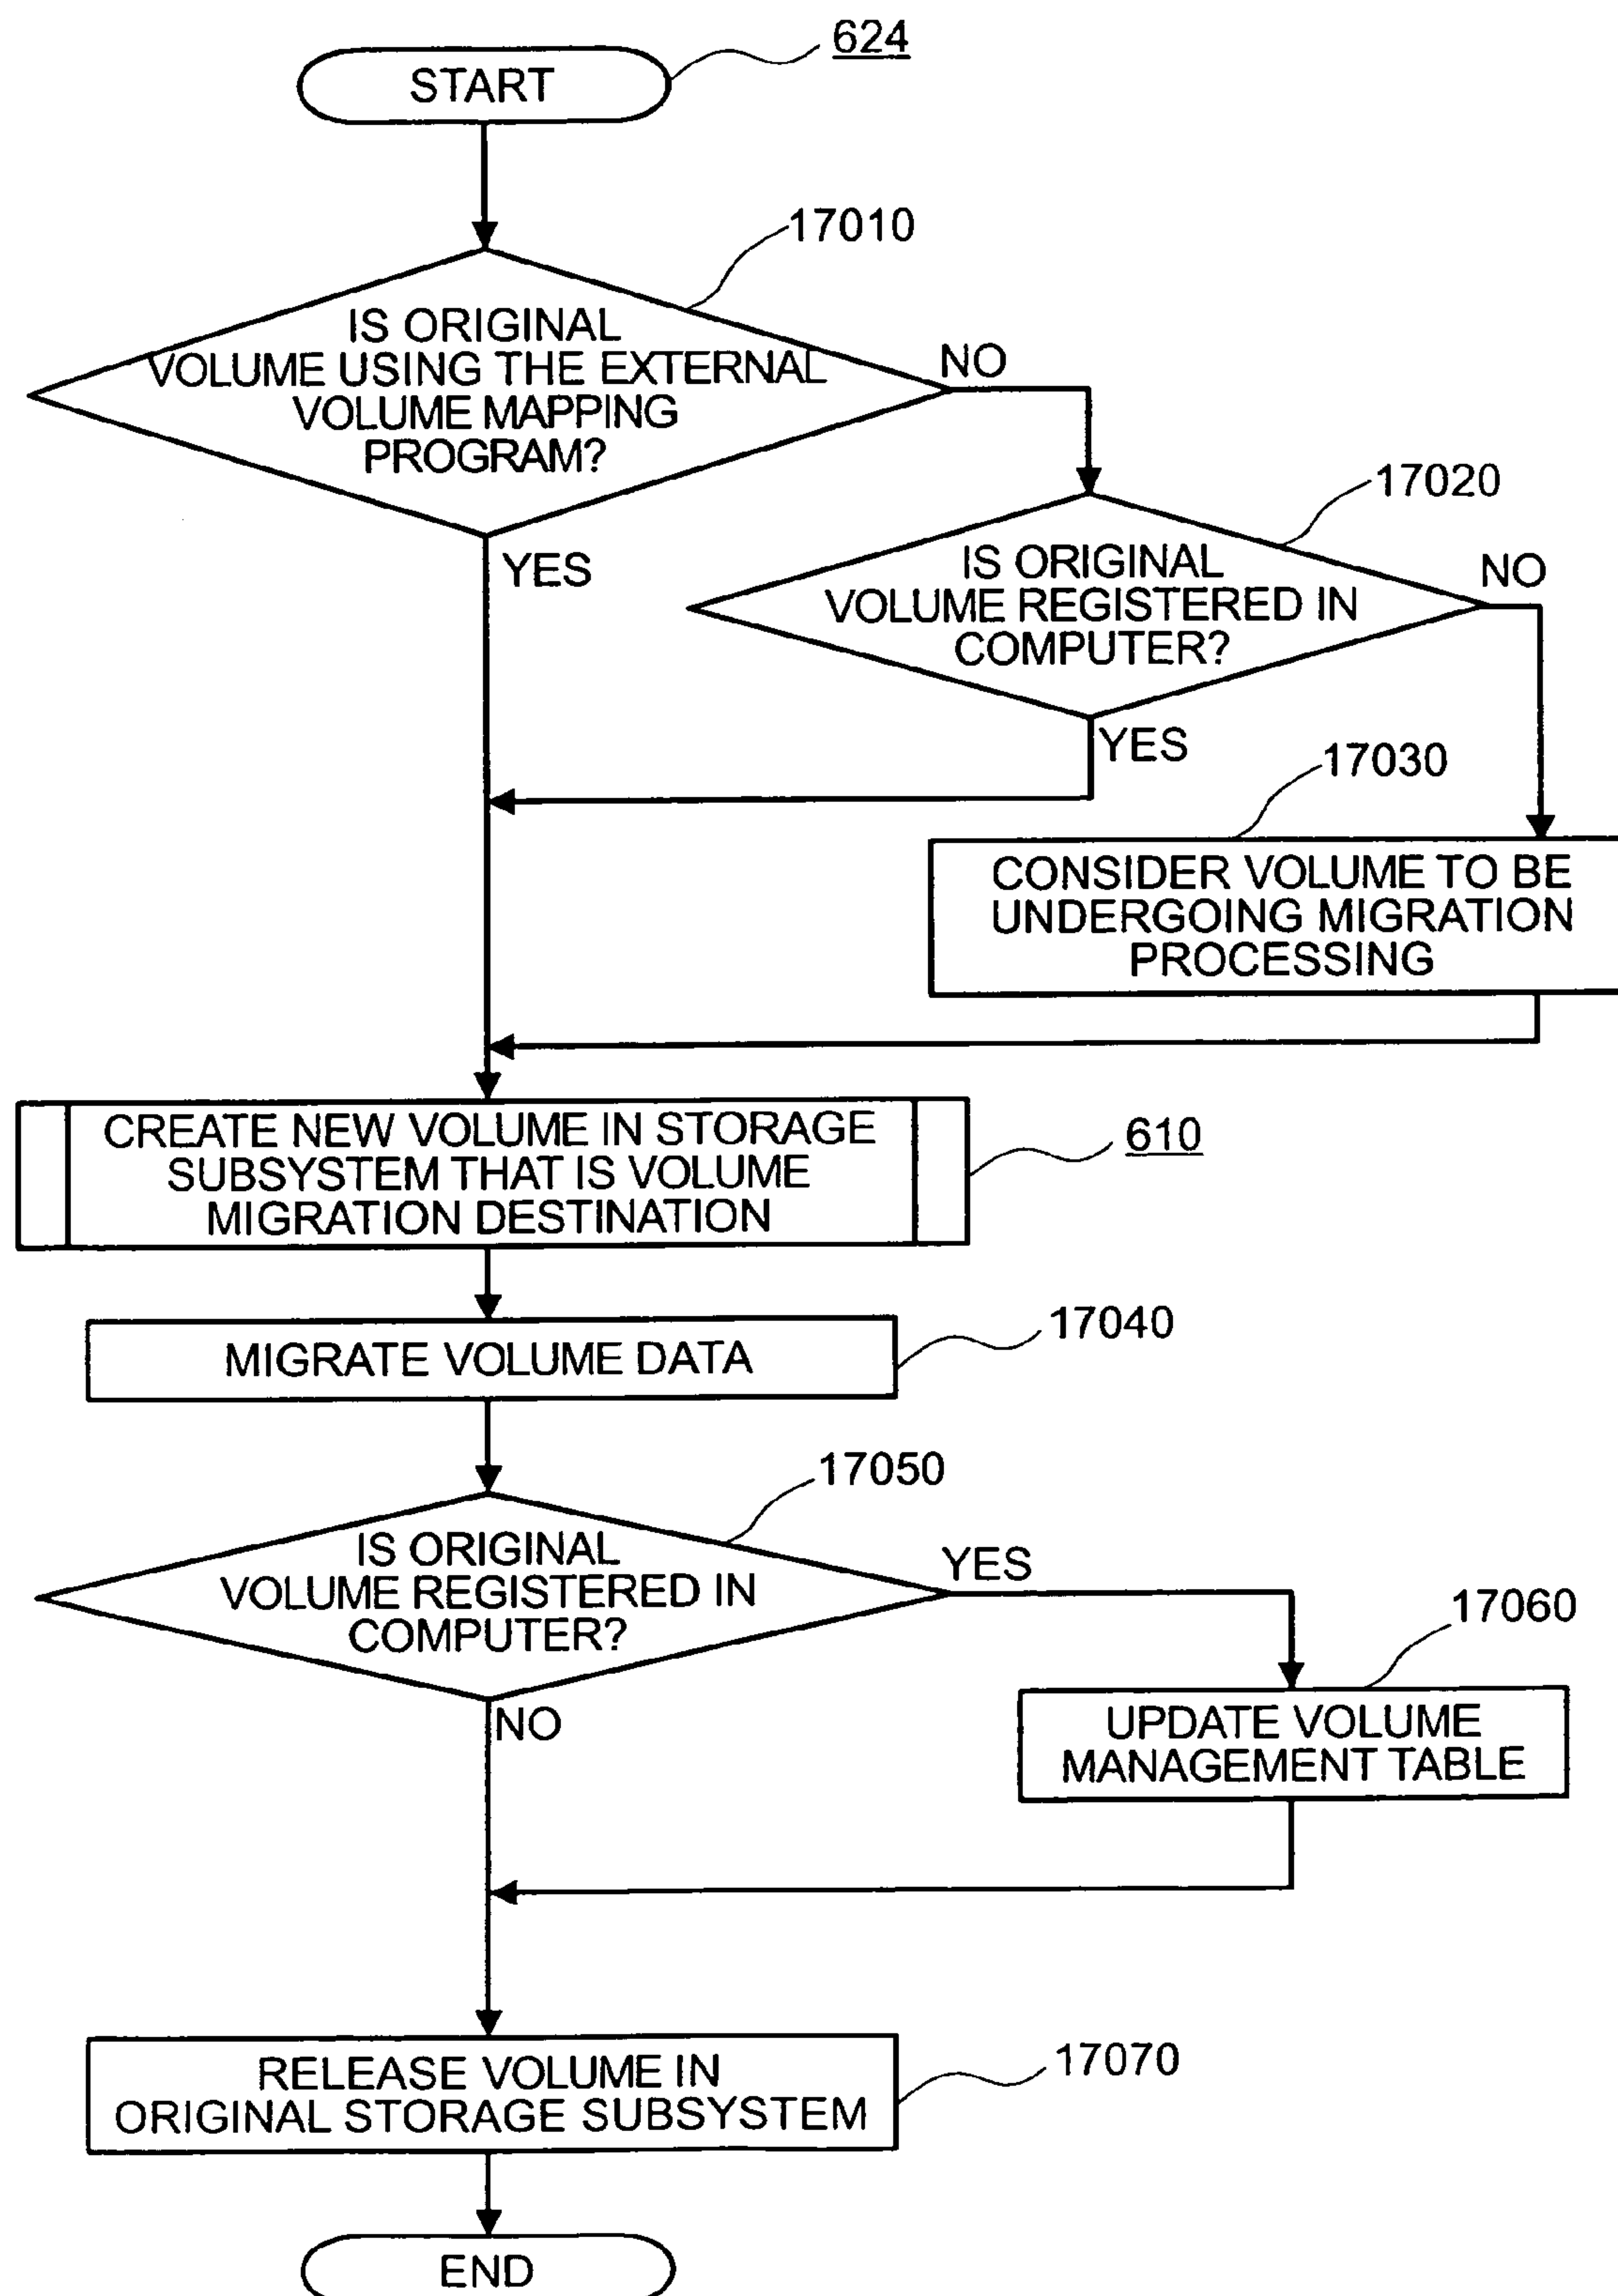 624
START
17010
IS ORIGINAL
VOLUME USING THE EXTERNAL
VOLUME MAPPING
PROGRAM?
NO
YES
17020
IS ORIGINAL
VOLUME REGISTERED IN
COMPUTER?
NO
YES
17030
CONSIDER VOLUME TO BE
UNDERGOING MIGRATION
PROCESSING
CREATE NEW VOLUME IN STORAGE
SUBSYSTEM THAT IS VOLUME
MIGRATION DESTINATION
610
MIGRATE VOLUME DATA
17040
17050
IS ORIGINAL
VOLUME REGISTERED IN
COMPUTER?
YES
NO
17060
UPDATE VOLUME
MANAGEMENT TABLE
RELEASE VOLUME IN
ORIGINAL STORAGE SUBSYSTEM
17070
END